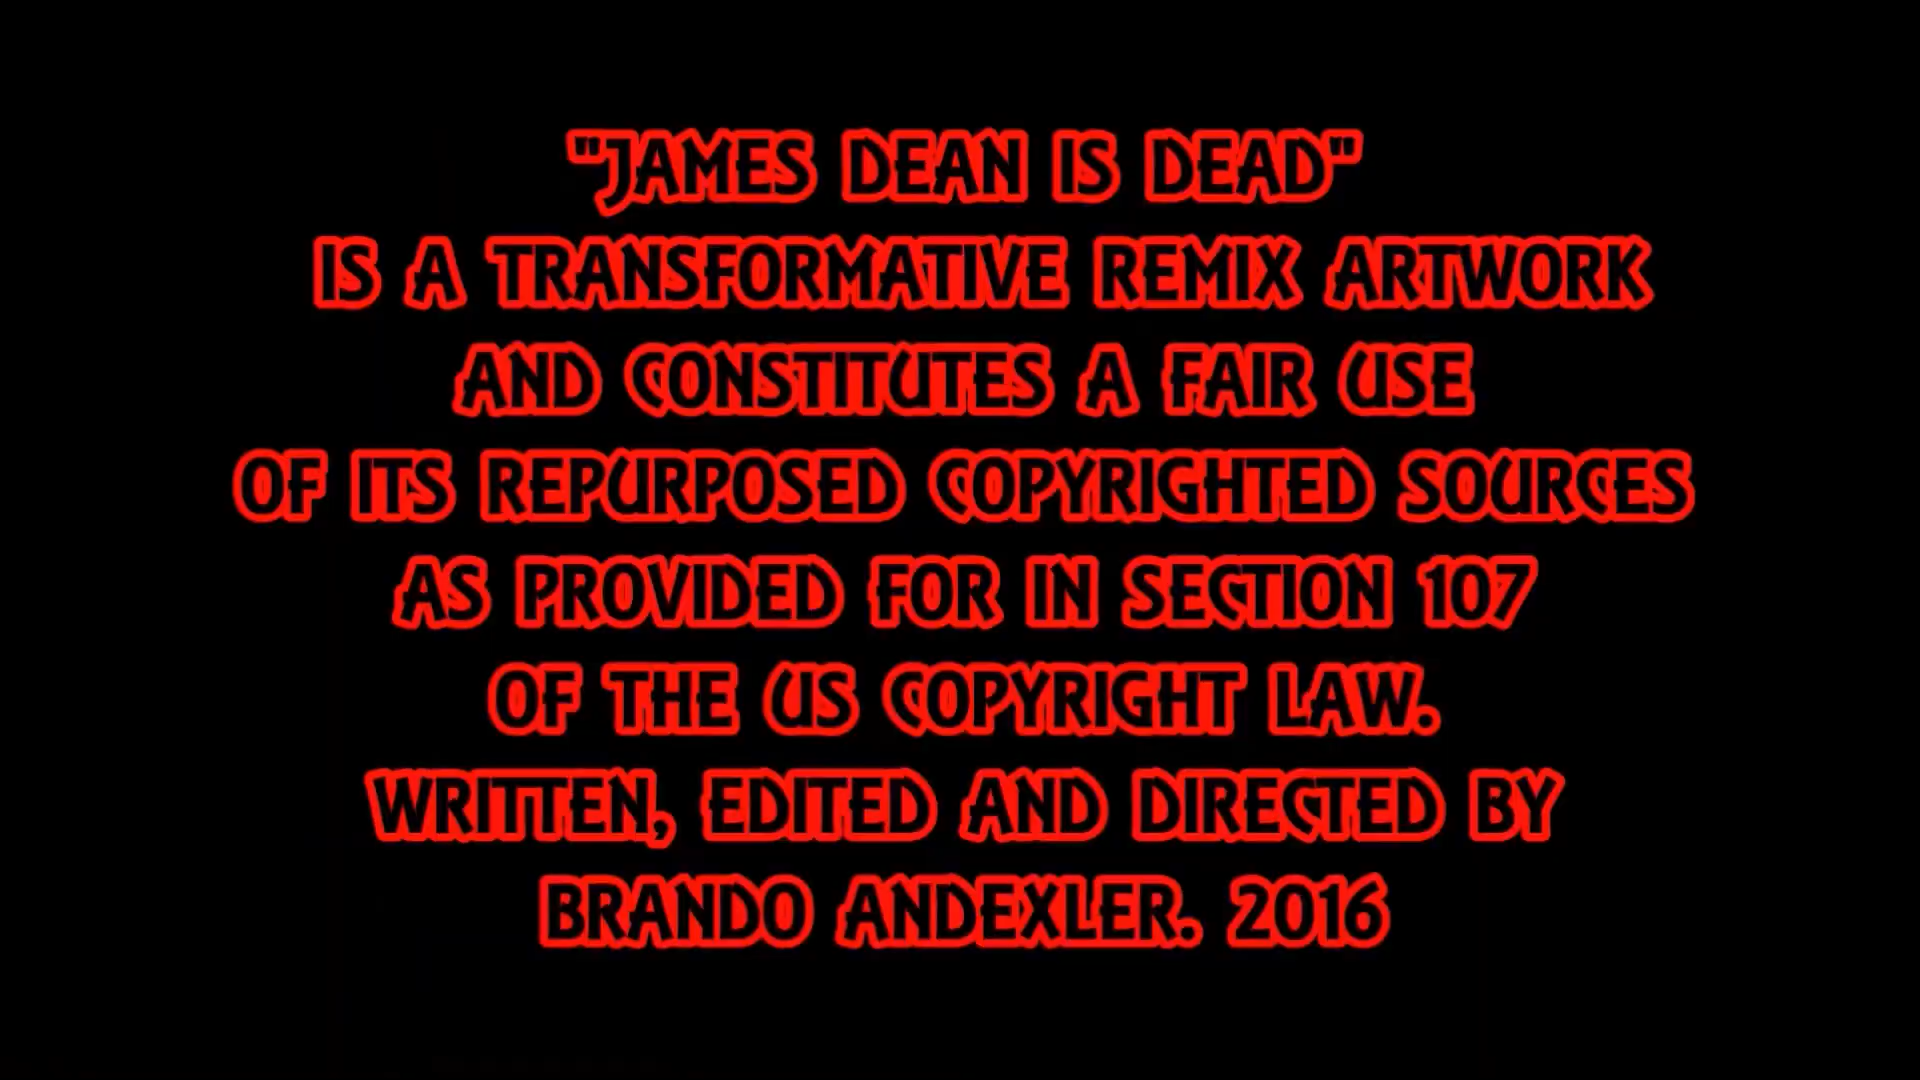 "JAMES DEAN IS DEAD"
IS A TRANSFORMATIVE REMIX ARTWORK
AND CONSTITUTES A FAIR USE
OF ITS REPURPOSED COPYRIGHTED SOURCES
AS PROVIDED FOR IN SECTION 107
OF THE US COPYRIGHT LAW.
WRITTEN, EDITED AND DIRECTED BY
BRANDO ANDEXLER. 2016